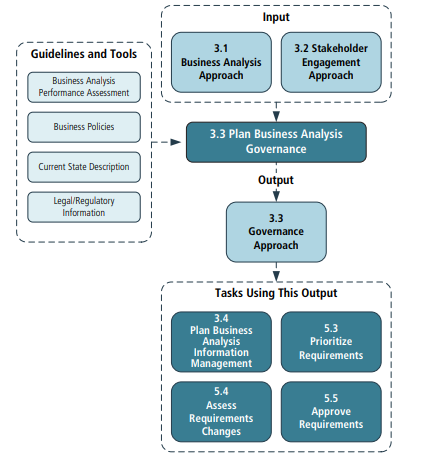 Input
3.1
Business Analysis
Approach
3.2 Stakeholder
Engagement
Approach
Guidelines and Tools
Business Analysis
Performance Assessment
Business Policies
Current State Description
Legal/Regulatory
Information
3.3 Plan Business Analysis
Governance
Output
3.3
Governance
Approach
Tasks Using This Output
3.4
Plan Business
Analysis
Information
Management
5.3
Prioritize
Requirements
5.4
Assess
Requirements
Changes
5.5
Approve
Requirements